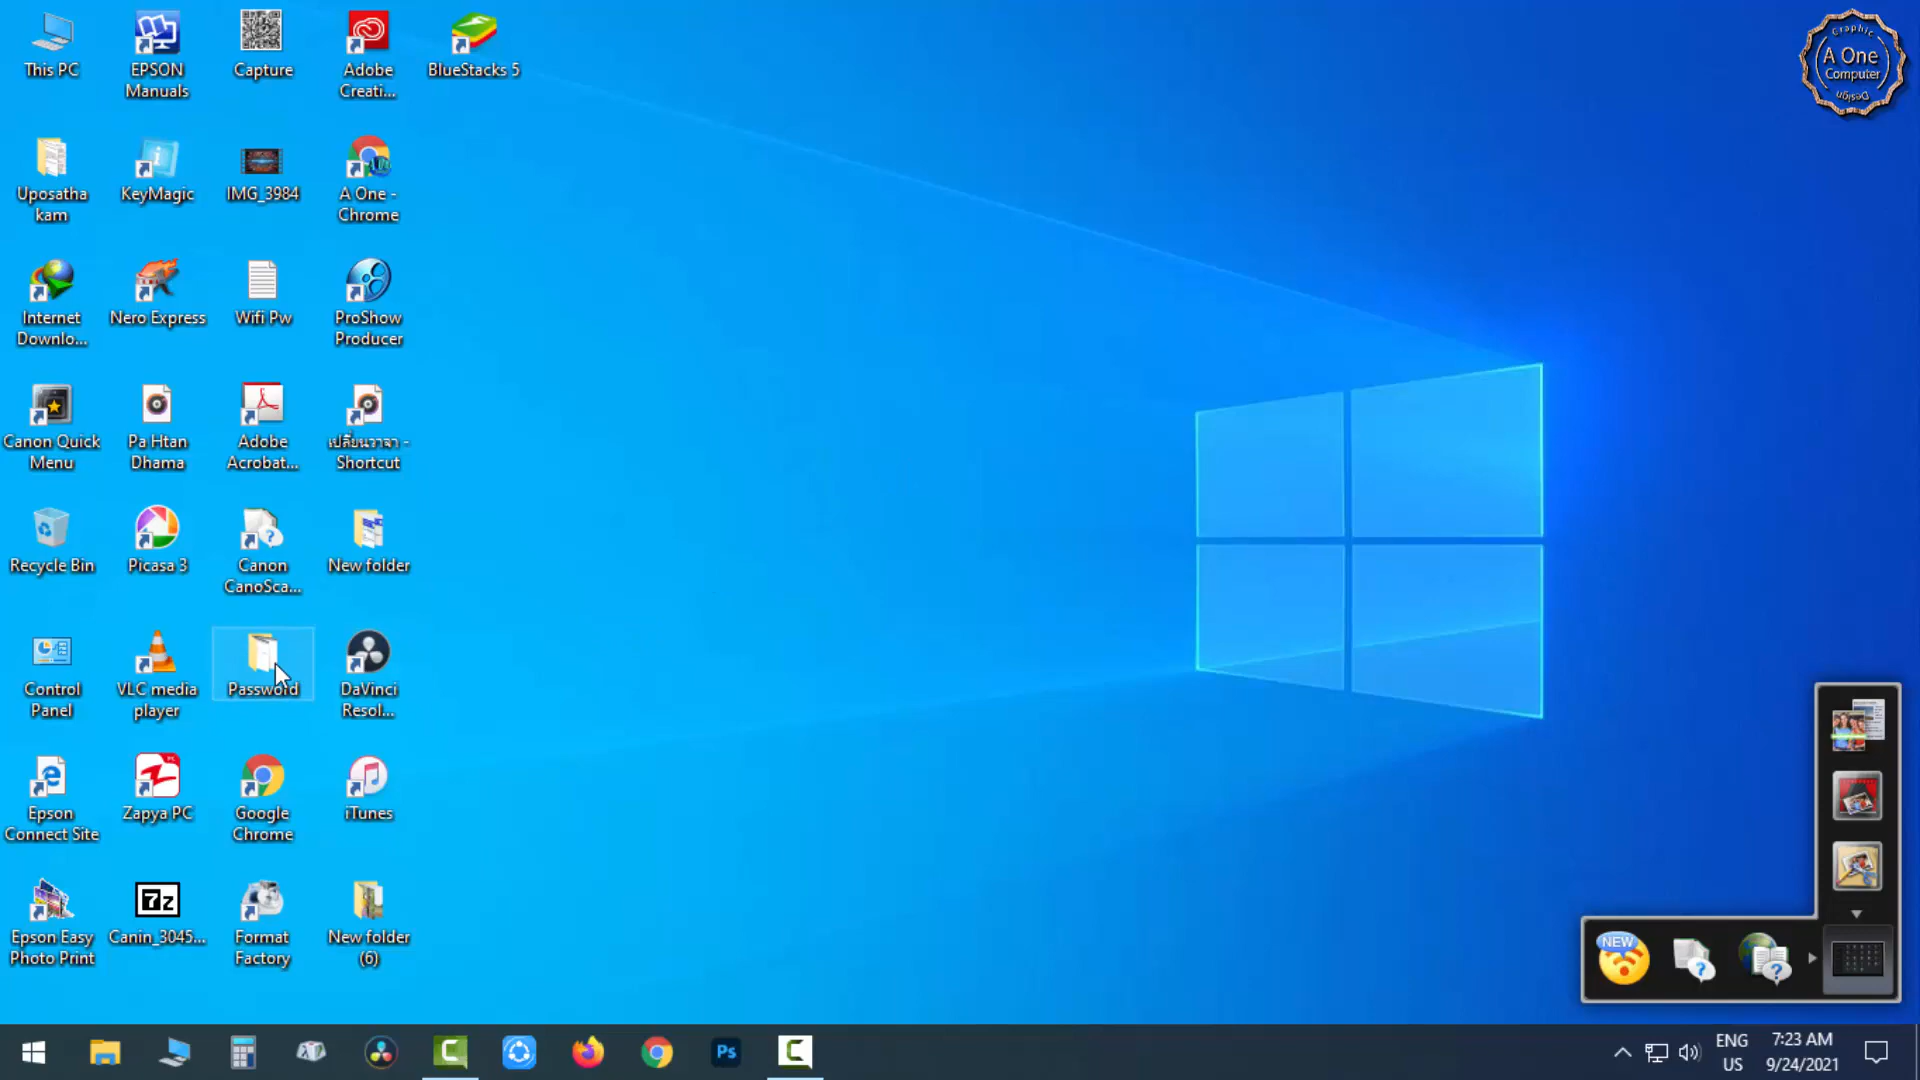 This PC
EPSON
Manuals
Capture
Adobe
Creati...
BlueStacks 5
Graphic
A One
Computer
Design
Uposatha
kam
KeyMagic
IMG_3984
A One -
Chrome
Internet
Downlo...
Nero Express
Wifi Pw
ProShow
Producer
Canon Quick
Menu
Pa Htan
Dhama
Adobe
Acrobat...
เปลี่ยนวาจา -
Shortcut
Recycle Bin
Picasa 3
Canon
CanoSca...
New folder
Control
Panel
VLC media
player
Password
DaVinci
Resol...
Epson
Connect Site
Zapya PC
Google
Chrome
iTunes
Epson Easy
Photo Print
7z
Canin_3045...
Format
Factory
New folder
(6)
NEW
Ps
ENG
US
7:23 AM
9/24/2021